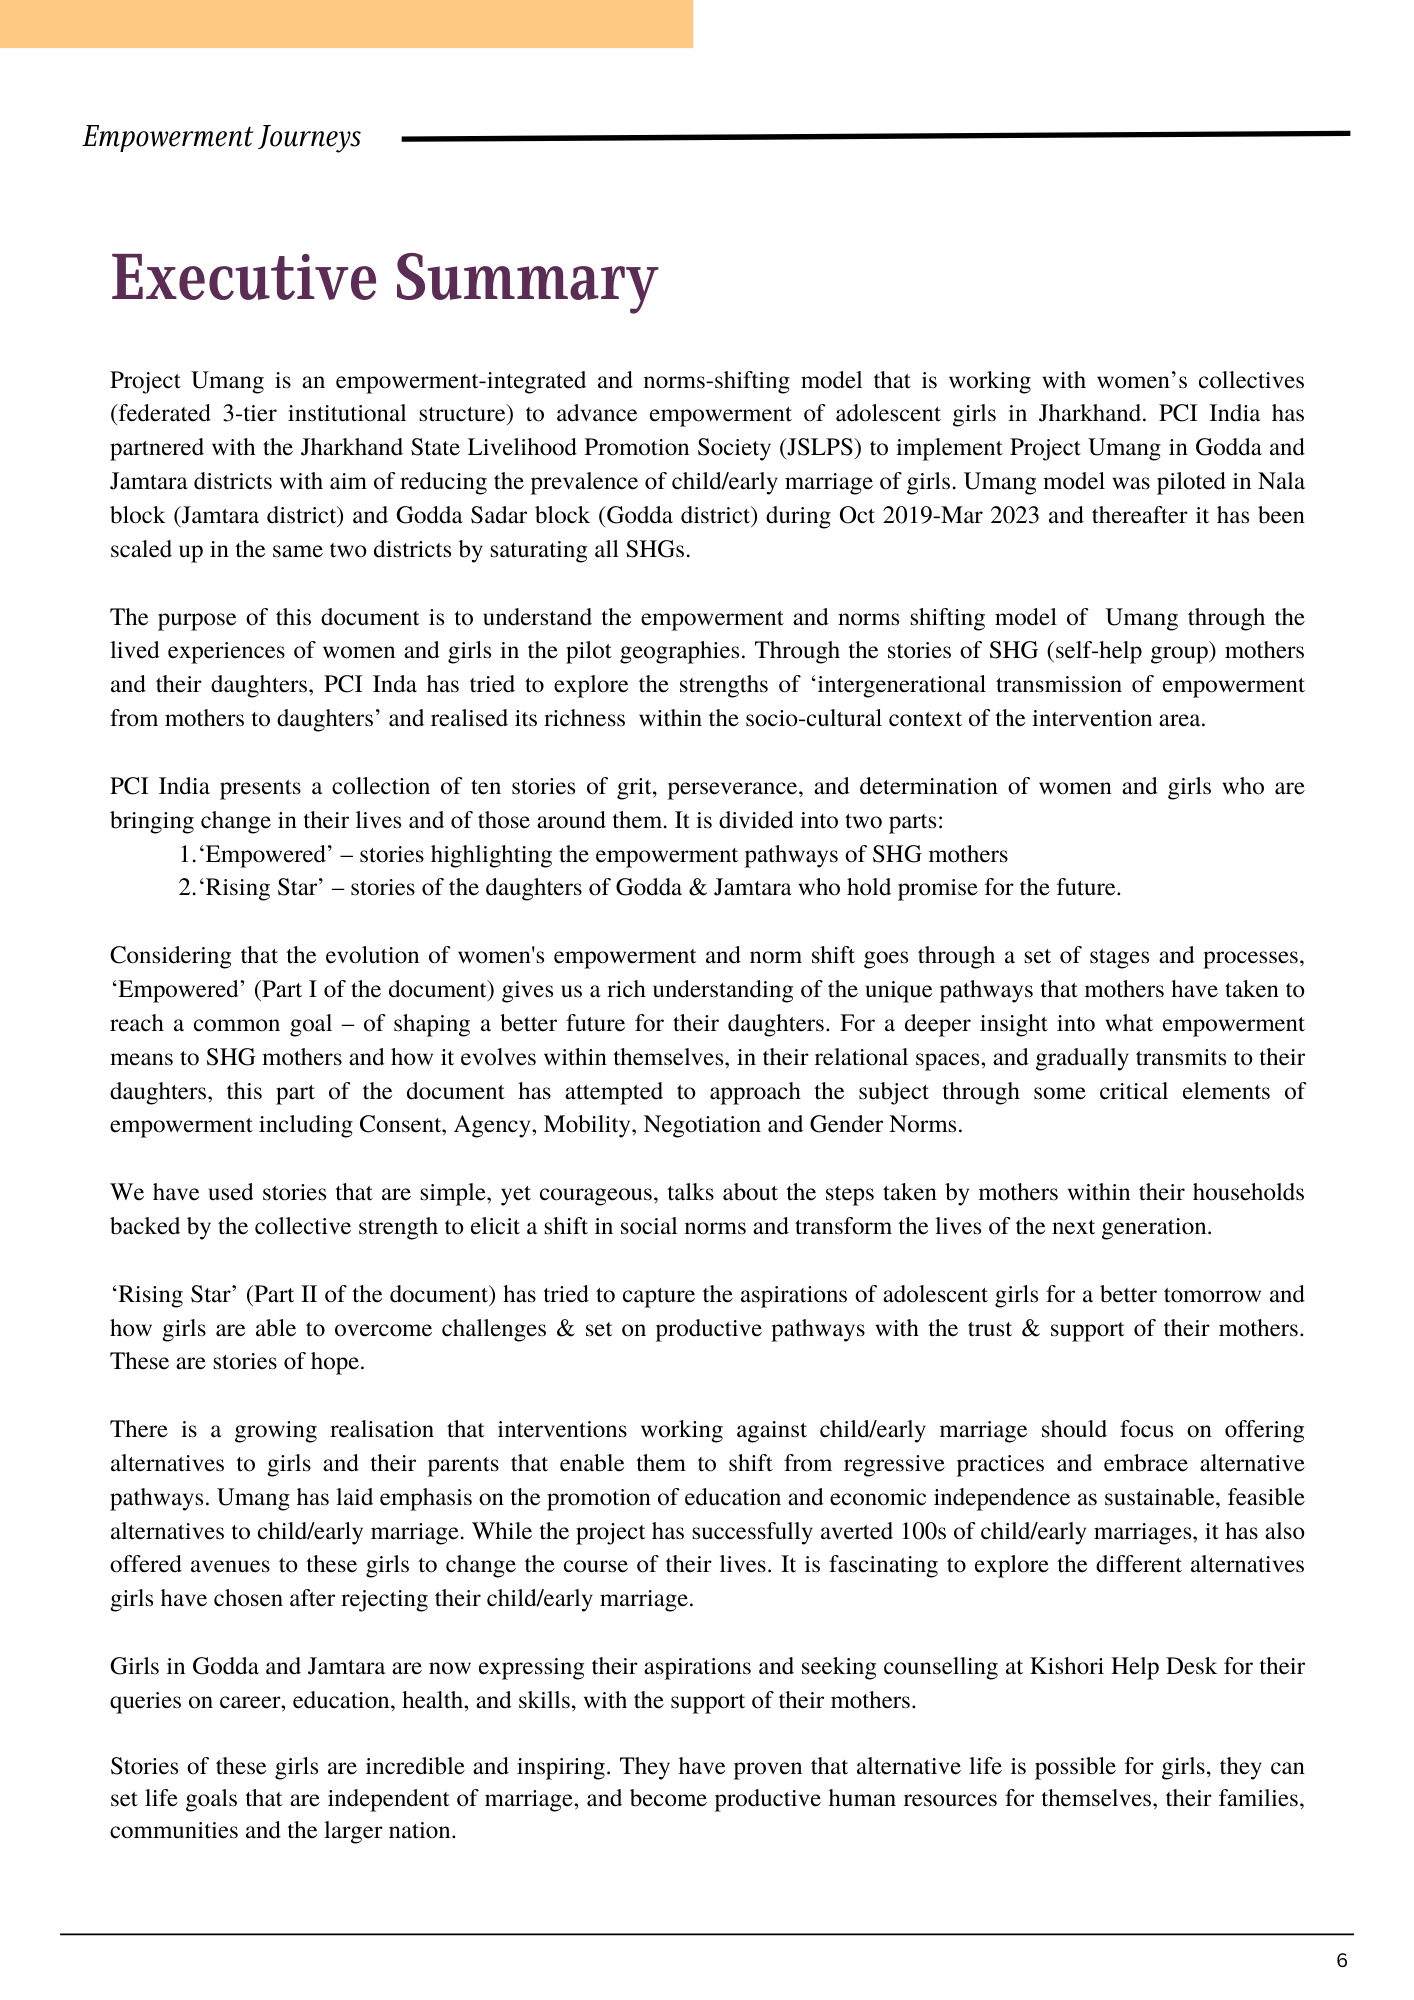 Empowerment Journeys
Executive Summary
Project Umang is an empowerment-integrated and norms-shifting model that is working with women’s collectives
(federated 3-tier institutional structure) to advance empowerment of adolescent girls in Jharkhand. PCI India has
partnered with the Jharkhand State Livelihood Promotion Society (JSLPS) to implement Project Umang in Godda and
Jamtara districts with aim of reducing the prevalence of child/early marriage of girls. Umang model was piloted in Nala
block (Jamtara district) and Godda Sadar block (Godda district) during Oct 2019-Mar 2023 and thereafter it has been
scaled up in the same two districts by saturating all SHGs.
The purpose of this document is to understand the empowerment and norms shifting model of  Umang through the
lived experiences of women and girls in the pilot geographies. Through the stories of SHG (self-help group) mothers
and their daughters, PCI Inda has tried to explore the strengths of ‘intergenerational transmission of empowerment
from mothers to daughters’ and realised its richness  within the socio-cultural context of the intervention area.
PCI India presents a collection of ten stories of grit, perseverance, and determination of women and girls who are
bringing change in their lives and of those around them. It is divided into two parts:
1.‘Empowered’ – stories highlighting the empowerment pathways of SHG mothers
2.‘Rising Star’ – stories of the daughters of Godda & Jamtara who hold promise for the future.
Considering that the evolution of women's empowerment and norm shift goes through a set of stages and processes,
‘Empowered’ (Part I of the document) gives us a rich understanding of the unique pathways that mothers have taken to
reach a common goal – of shaping a better future for their daughters. For a deeper insight into what empowerment
means to SHG mothers and how it evolves within themselves, in their relational spaces, and gradually transmits to their
daughters, this part of the document has attempted to approach the subject through some critical elements of
empowerment including Consent, Agency, Mobility, Negotiation and Gender Norms.
We have used stories that are simple, yet courageous, talks about the steps taken by mothers within their households
backed by the collective strength to elicit a shift in social norms and transform the lives of the next generation.
‘Rising Star’ (Part II of the document) has tried to capture the aspirations of adolescent girls for a better tomorrow and
how girls are able to overcome challenges & set on productive pathways with the trust & support of their mothers.
These are stories of hope.
There is a growing realisation that interventions working against child/early marriage should focus on offering
alternatives to girls and their parents that enable them to shift from regressive practices and embrace alternative
pathways. Umang has laid emphasis on the promotion of education and economic independence as sustainable, feasible
alternatives to child/early marriage. While the project has successfully averted 100s of child/early marriages, it has also
offered avenues to these girls to change the course of their lives. It is fascinating to explore the different alternatives
girls have chosen after rejecting their child/early marriage.
Girls in Godda and Jamtara are now expressing their aspirations and seeking counselling at Kishori Help Desk for their
queries on career, education, health, and skills, with the support of their mothers.
Stories of these girls are incredible and inspiring. They have proven that alternative life is possible for girls, they can
set life goals that are independent of marriage, and become productive human resources for themselves, their families,
communities and the larger nation.
6